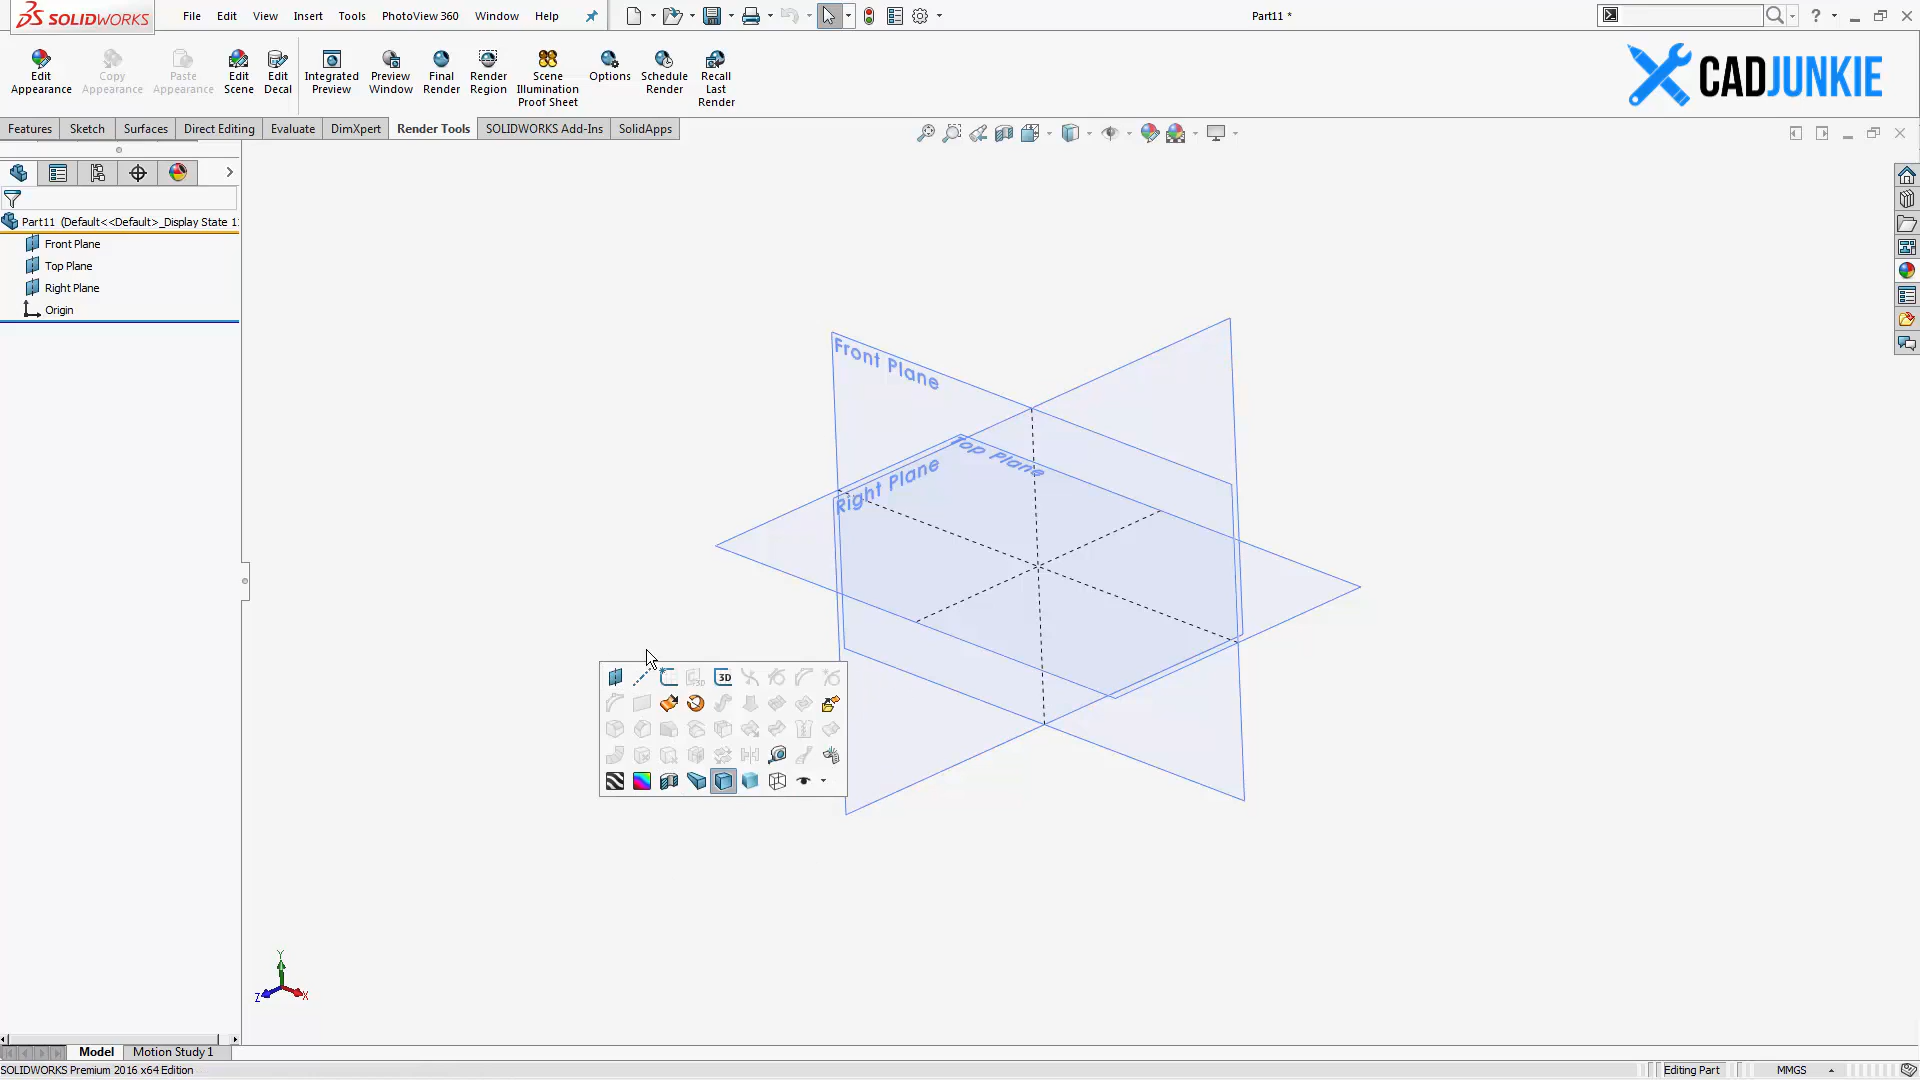 SOLIDWORKS File Edit View Insert Tools PhotoView 360 Window Help Part11 *
Edit Appearance
Copy Appearance
Paste Appearance
Edit Scene
Edit Decal
Integrated Preview
Preview Window
Final Render
Render Region
Scene Illumination Proof Sheet
Options
Schedule Render
Recall Last Render
CADJUNKIE
Features Sketch Surfaces Direct Editing Evaluate DimXpert Render Tools SOLIDWORKS Add-Ins SolidApps
Part11 (Default<<Default>_Display State 1
Front Plane
Top Plane
Right Plane
Origin
Front Plane
Top Plane
Right Plane
3D
Y
Z
X
Model Motion Study 1
SOLIDWORKS Premium 2016 x64 Edition Editing Part MMGS